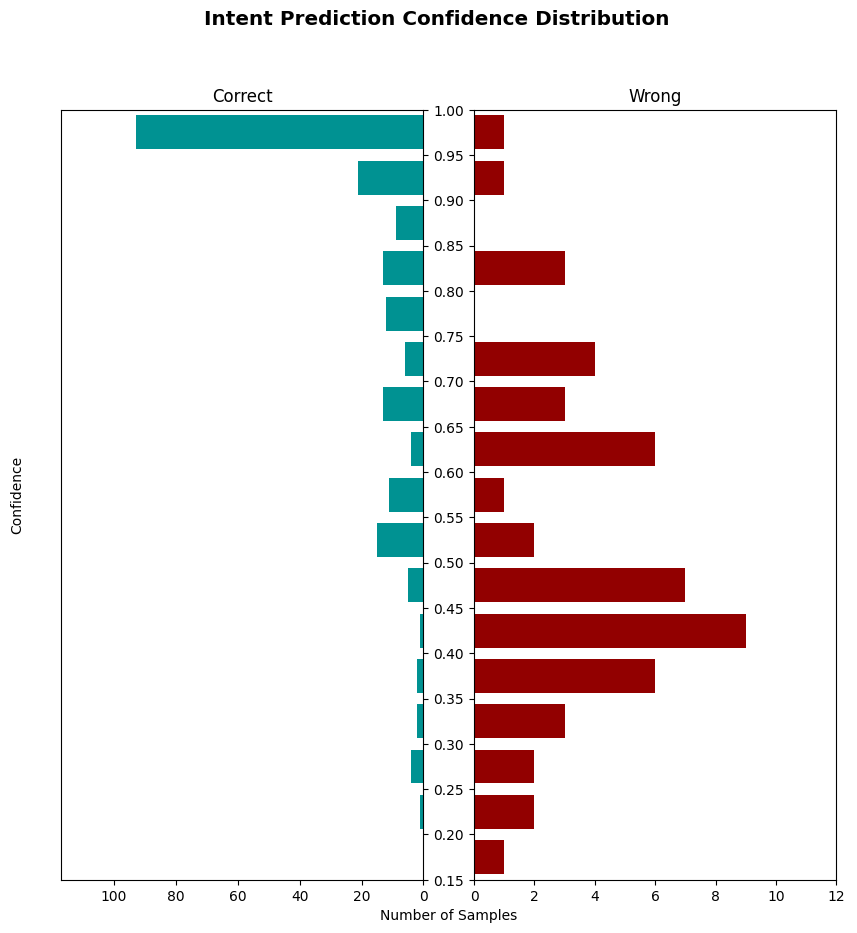 Intent Prediction Confidence Distribution
Correct
Wrong
1.00
0.95
0.90
0.85
0.80
0.75
0.70
0.65
0.60
0.55
0.50
0.45
0.40
0.35
0.30
0.25
0.20
0.15
Confidence
100 80 60 40 20 0
0 2 4 6 8 10 12
Number of Samples